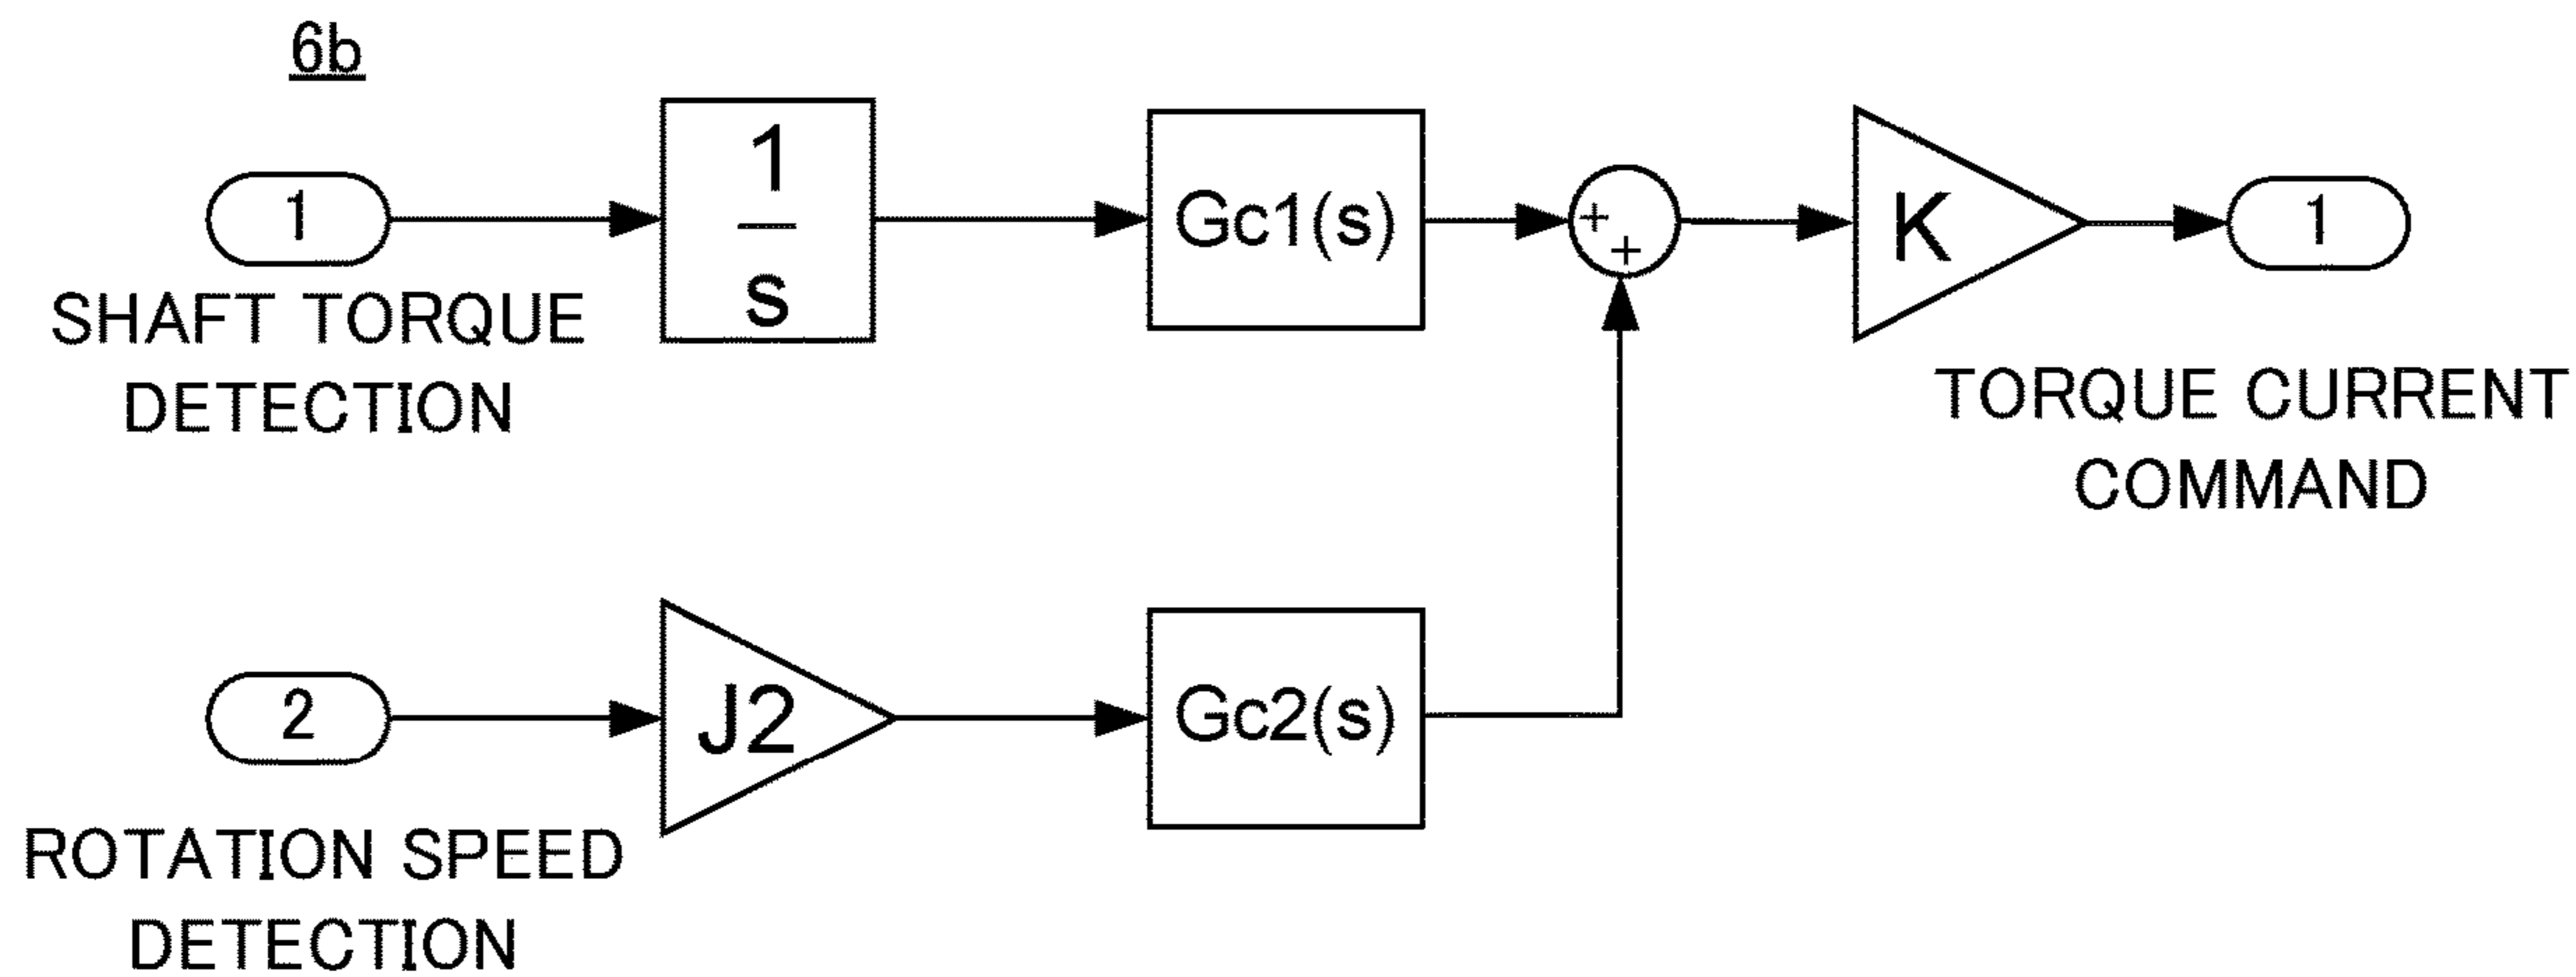 6b
1
SHAFT TORQUE
DETECTION
1
s
Gc1(s)
+
+
K
1
TORQUE CURRENT
COMMAND
2
ROTATION SPEED
DETECTION
J2
Gc2(s)